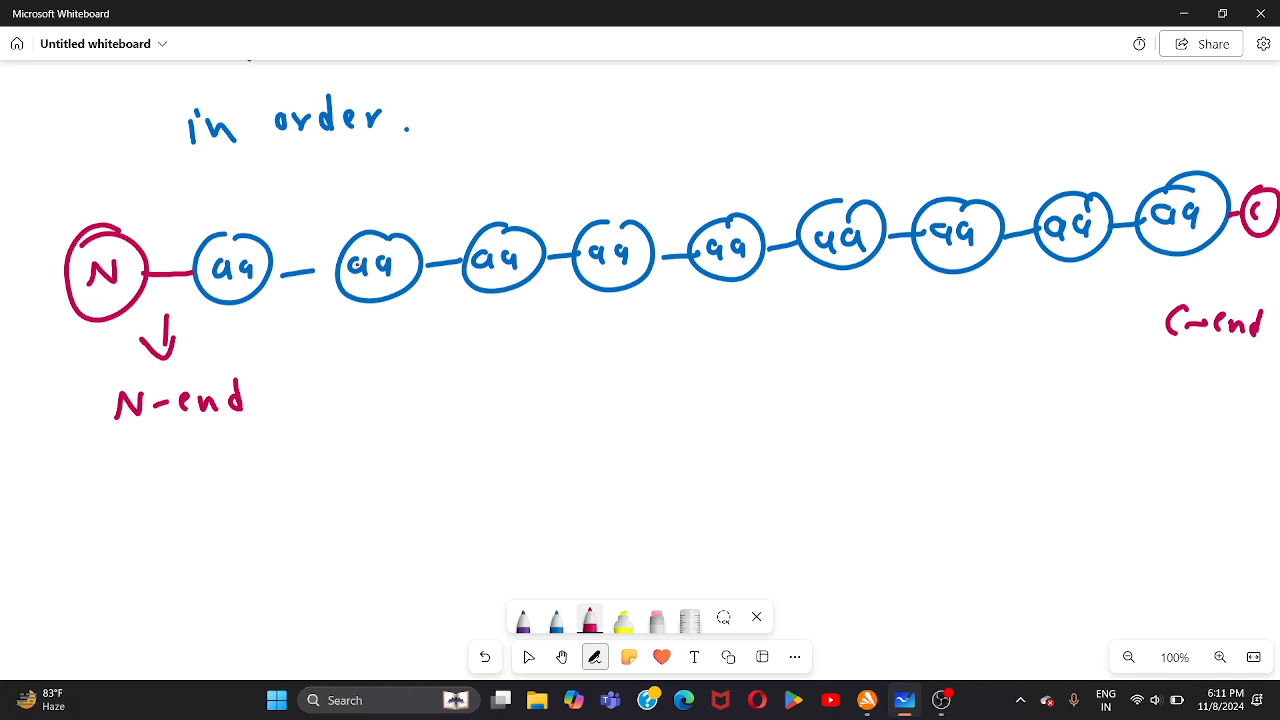 Microsoft Whiteboard
Untitled whiteboard
Share
in order.
N aa aa aa aa aa aa aa aa aa C
C-end
N-end
100%
83°F
Haze
Search
ENG
IN
6:11 PM
11/8/2024